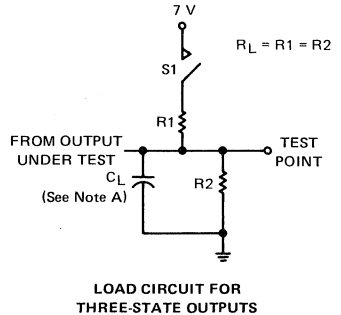 7 V
S1
RL = R1 = R2
R1
FROM OUTPUT
UNDER TEST
TEST
POINT
CL
(See Note A)
R2
LOAD CIRCUIT FOR
THREE-STATE OUTPUTS